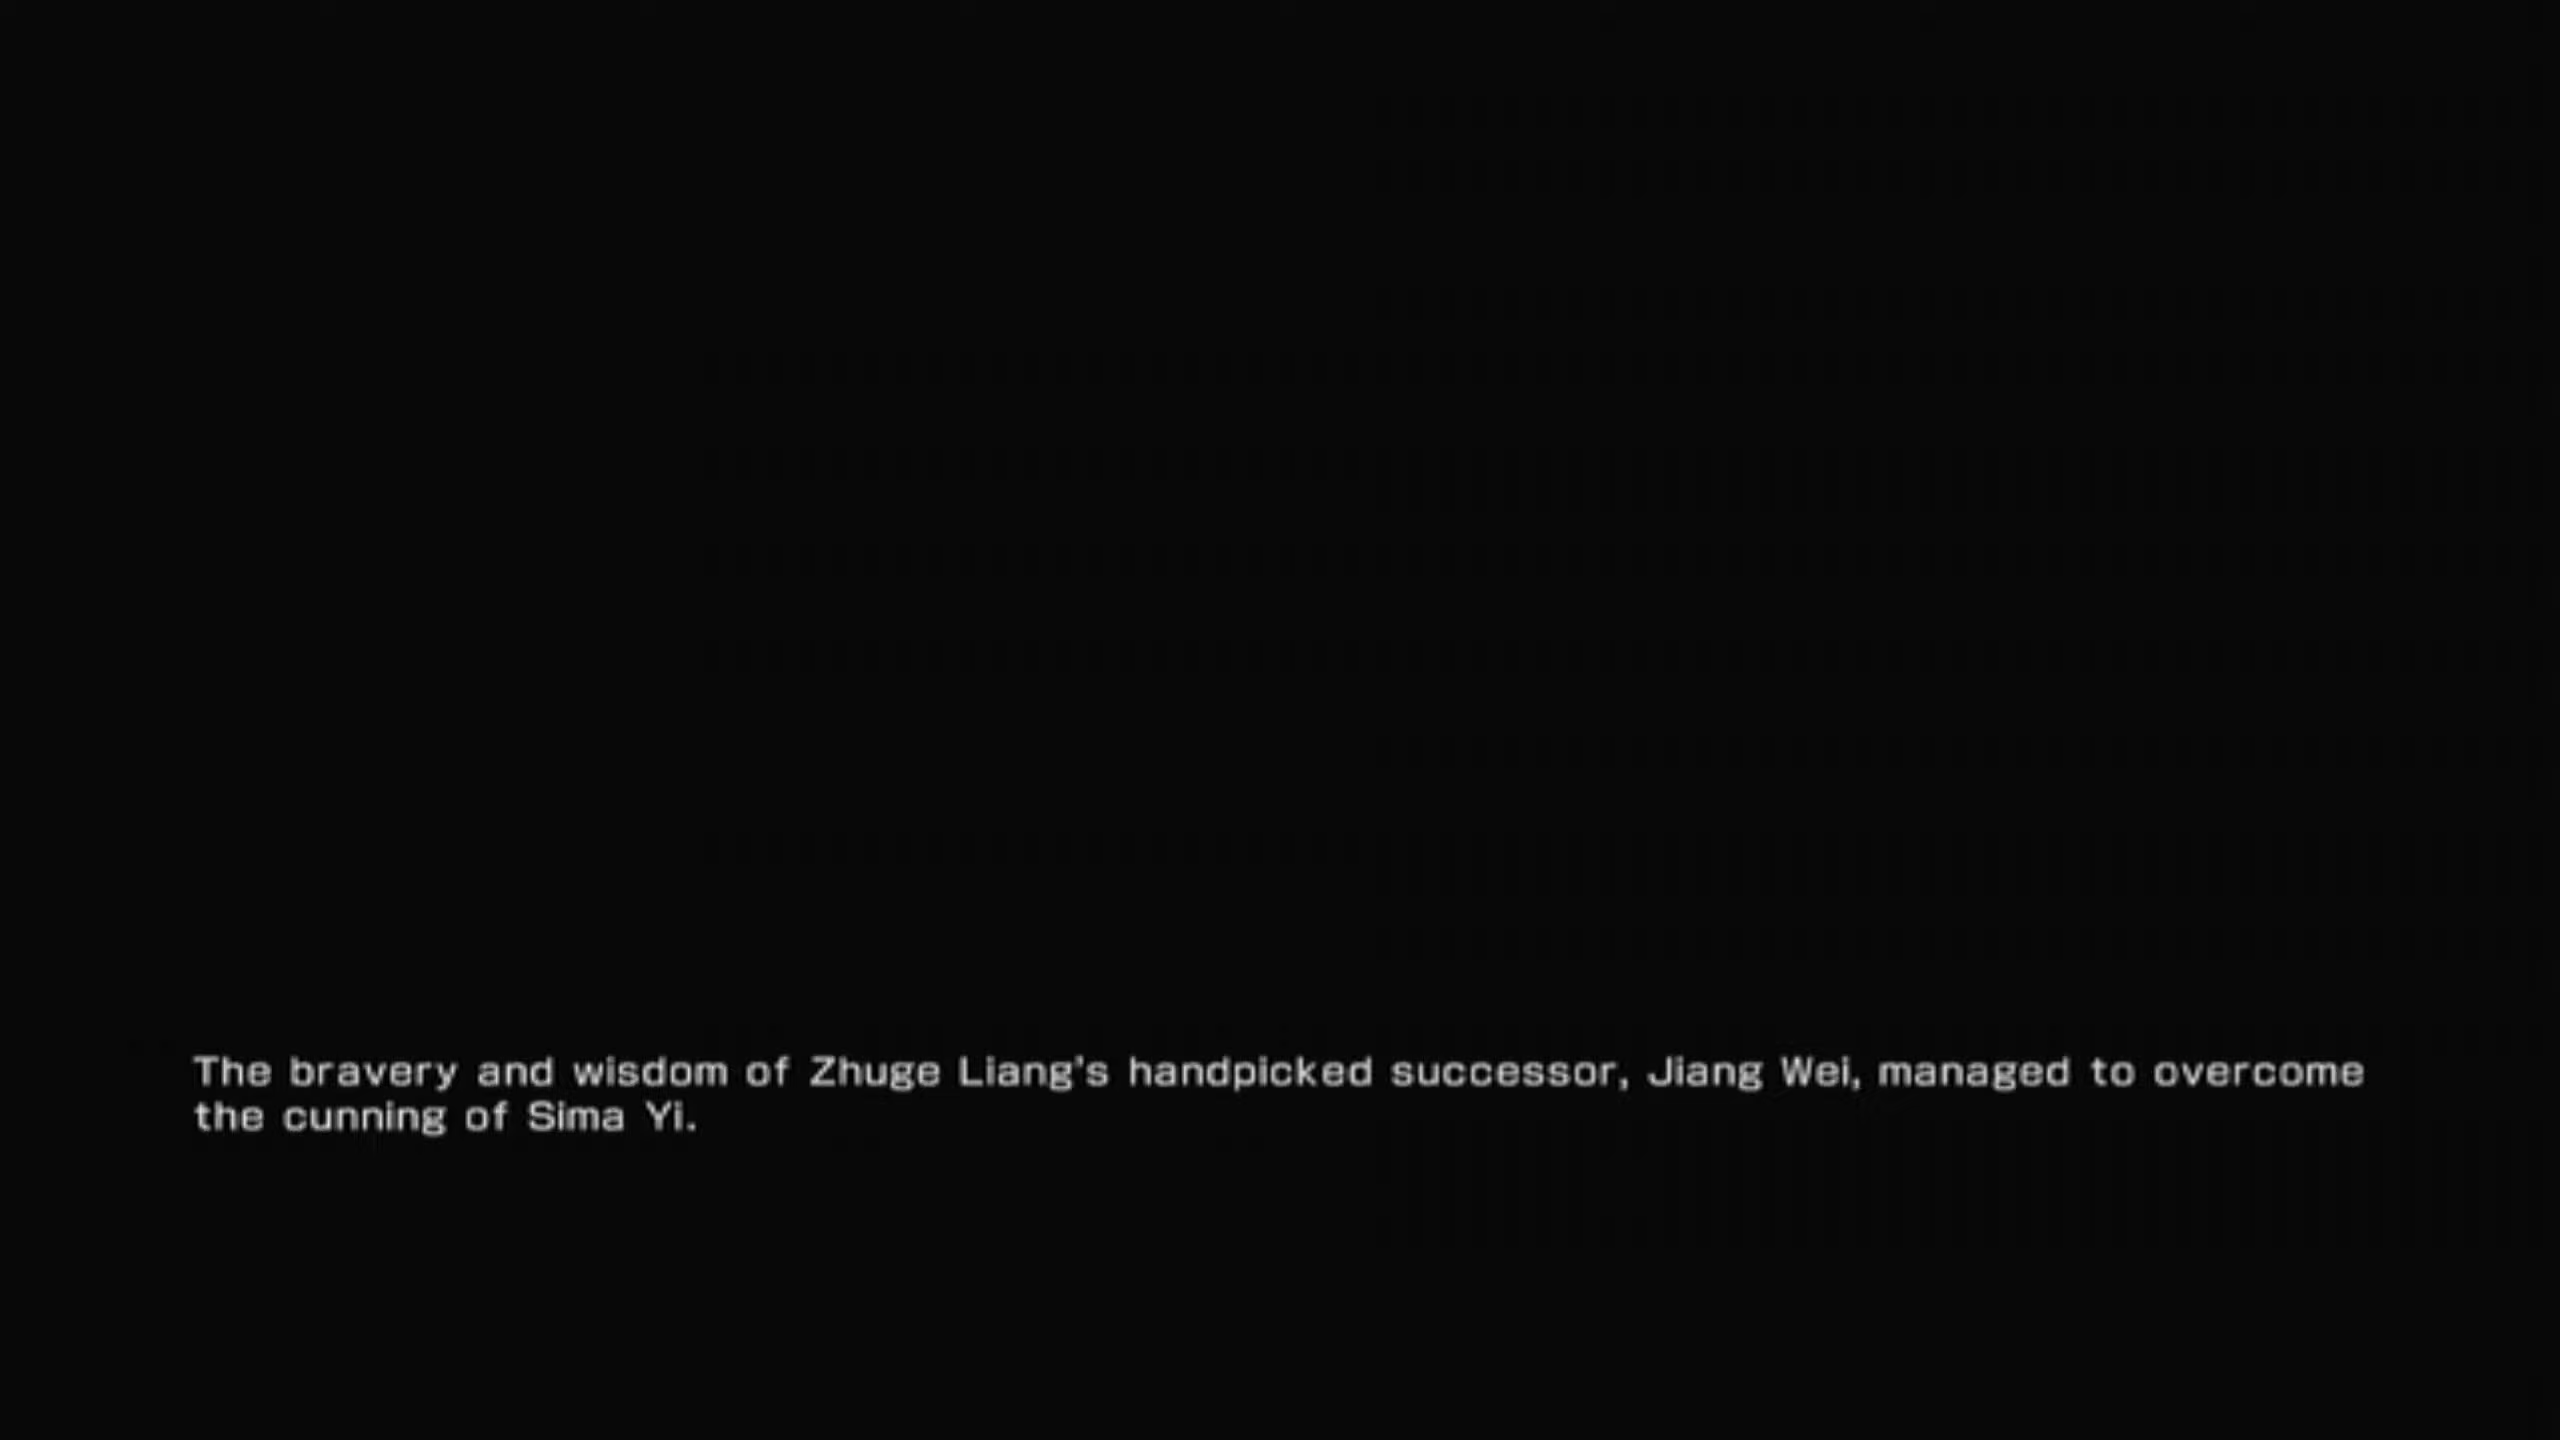 The bravery and wisdom of Zhuge Liang's handpicked successor, Jiang Wei, managed to overcome
the cunning of Sima Yi.